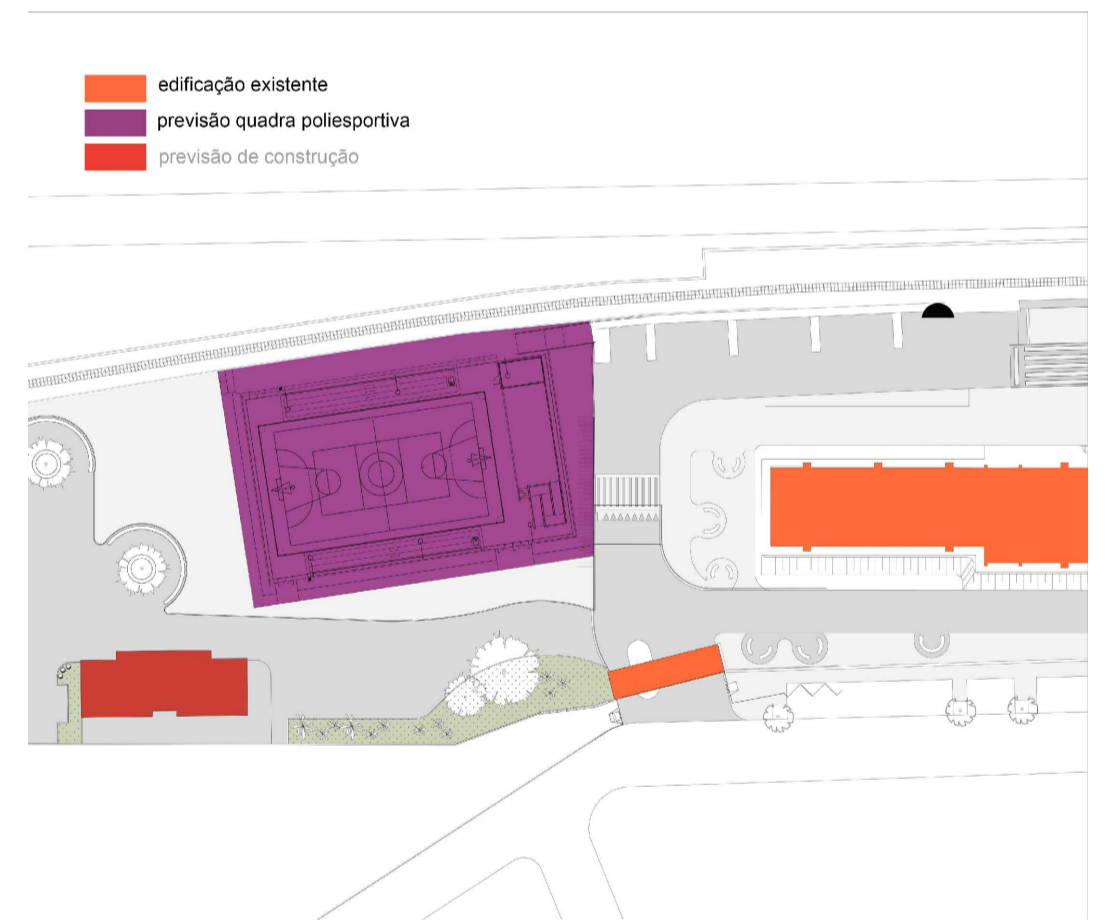 edificação existente
previsão quadra poliesportiva
previsão de construção